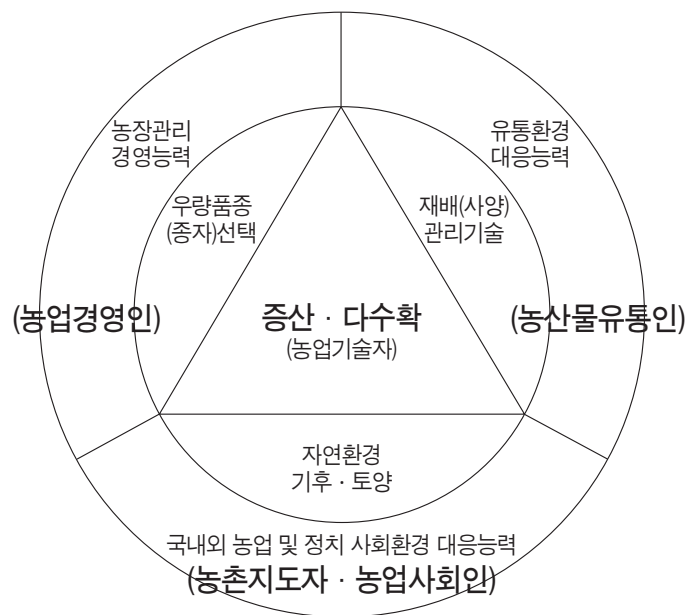 농장관리
경영능력
유통환경
대응능력
우량품종
(종자)선택
재배(사양)
관리기술
(농업경영인)
증산 · 다수확
(농업기술자)
(농산물유통인)
자연환경
기후 · 토양
국내외 농업 및 정치 사회환경 대응능력
(농촌지도자 · 농업사회인)